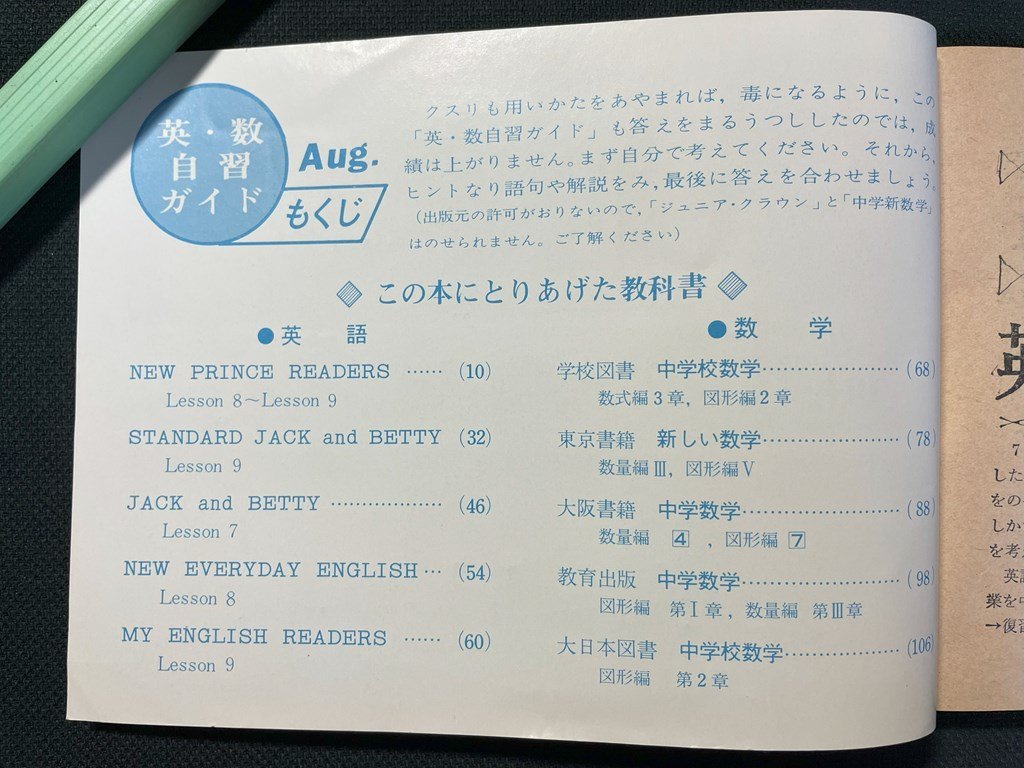 英・数
自習
ガイド
Aug.
もくじ
クスリも用いかたをあやまれば，毒になるように，この
「英・数自習ガイド」も答えをまるうつししたのでは，成
績は上がりません。まず自分で考えてください。それから，
ヒントなり語句や解説をみ，最後に答えを合わせましょう。
（出版元の許可がおりないので，「ジュニア・クラウン」と「中学新数学」
はのせられません。ご了解ください）
◇ この本にとりあげた教科書 ◇
●英　語
NEW PRINCE READERS ……（10）
Lesson 8～Lesson 9
STANDARD JACK and BETTY（32）
Lesson 9
JACK and BETTY ………………（46）
Lesson 7
NEW EVERYDAY ENGLISH…（54）
Lesson 8
MY ENGLISH READERS ……（60）
Lesson 9
●数　学
学校図書 中学校数学……………………（68）
数式編3章，図形編2章
東京書籍 新しい数学……………………（78）
数量編Ⅲ，図形編Ⅴ
大阪書籍 中学数学………………………（88）
数量編 4 ，図形編 7
教育出版 中学数学………………………（98）
図形編 第Ⅰ章，数量編 第Ⅲ章
大日本図書 中学校数学…………………（106）
図形編 第2章
英
7
した
をの
しか
を考
英語
業を中
→復習